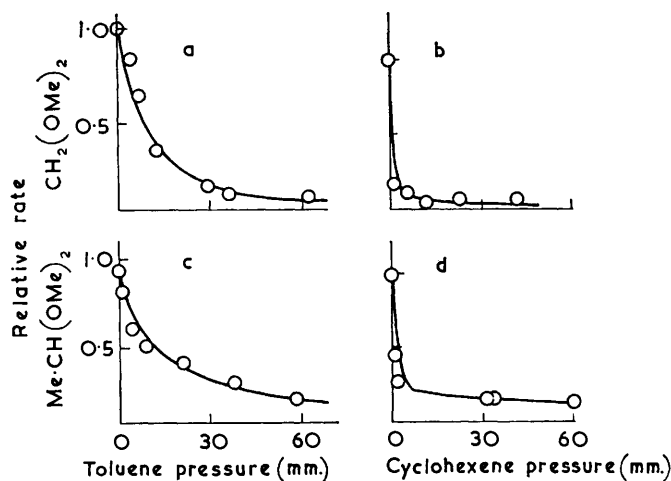 Relative rate
CH₂(OMe)₂
Me·CH(OMe)₂
a
1·0
0·5
b
c
1·0
0·5
d
0 30 60
0 30 60
Toluene pressure (mm.)
Cyclohexene pressure (mm.)